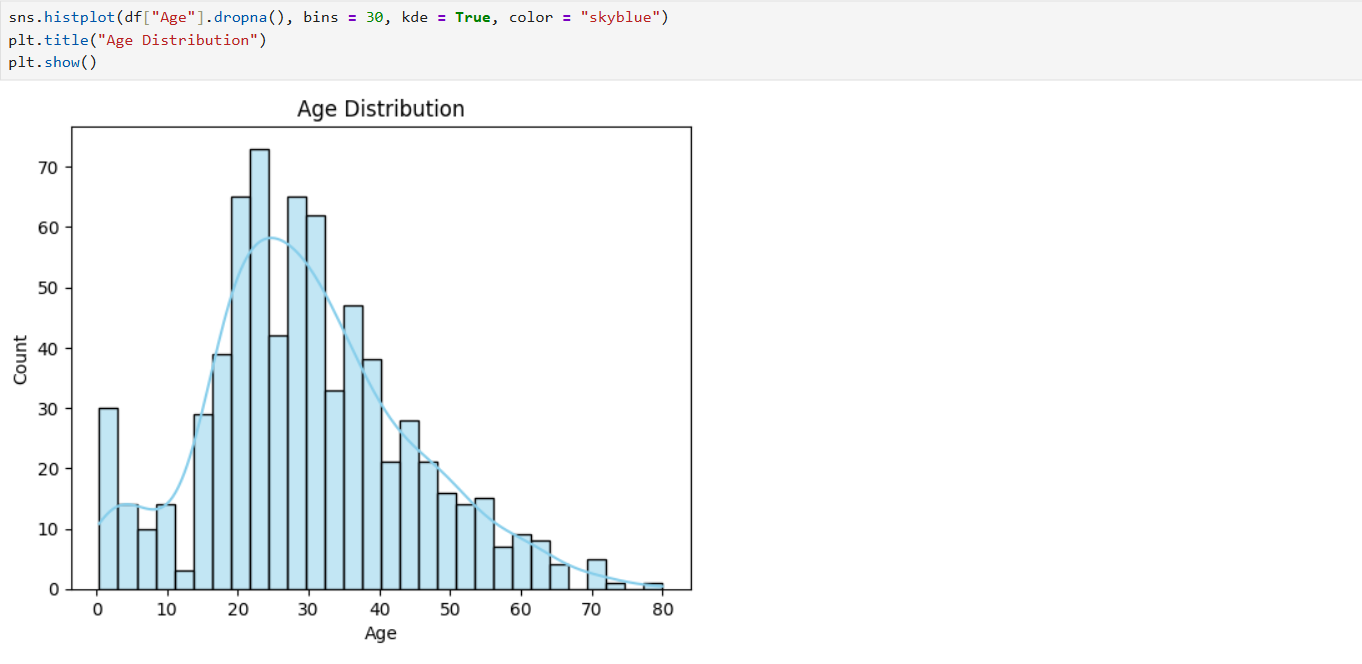 sns.histplot(df["Age"].dropna(), bins = 30, kde = True, color = "skyblue")
plt.title("Age Distribution")
plt.show()
Age Distribution
70
60
50
40
30
20
10
0
Count
0 10 20 30 40 50 60 70 80
Age